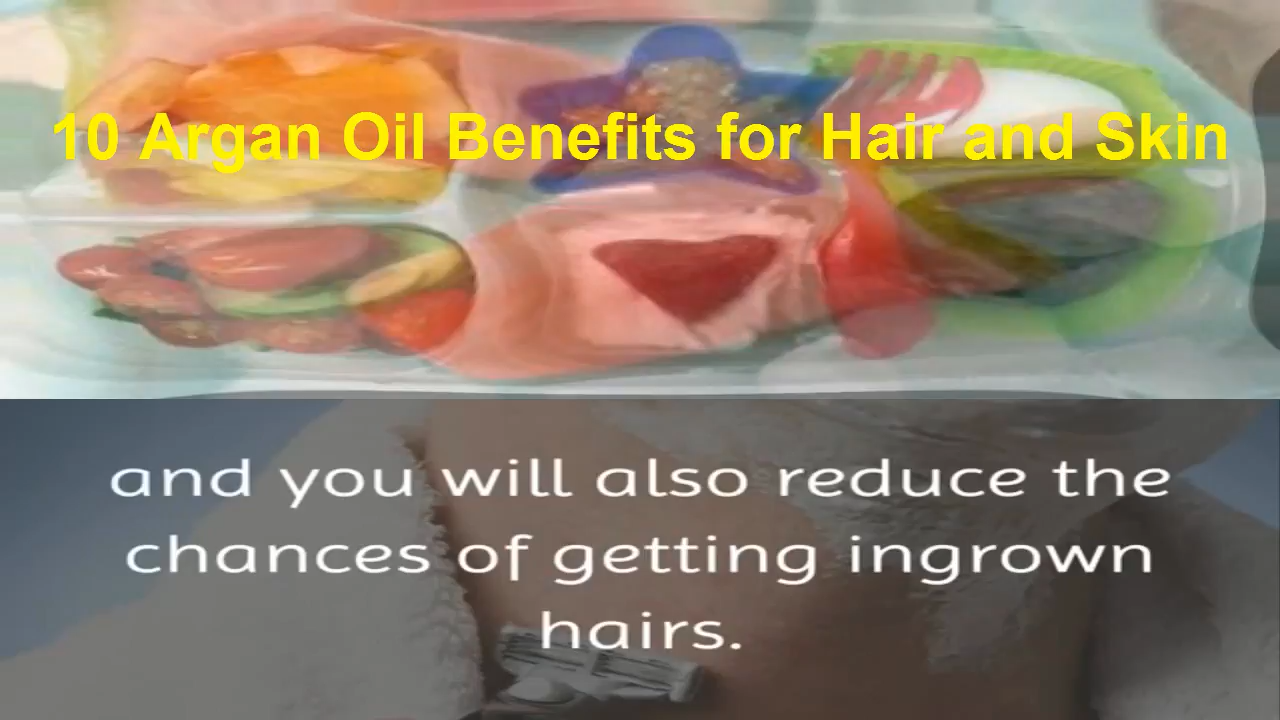 10 Argan Oil Benefits for Hair and Skin
and you will also reduce the
chances of getting ingrown
hairs.